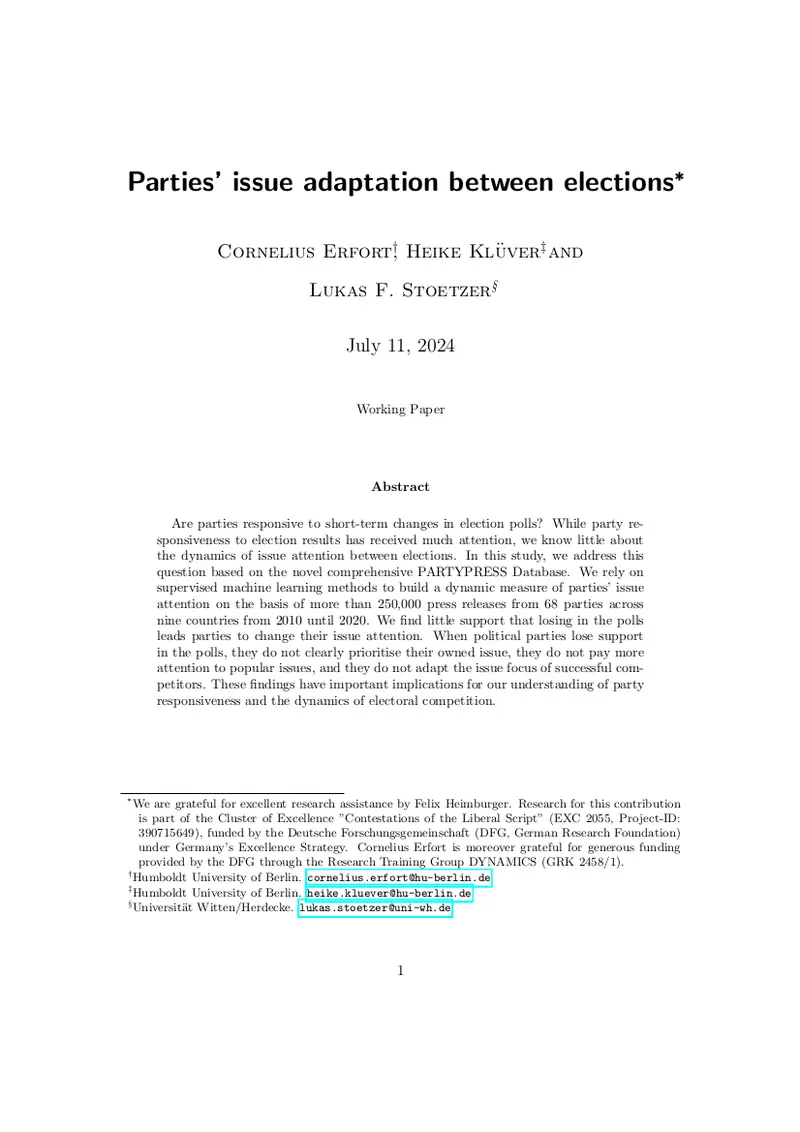 Parties' issue adaptation between elections*
Cornelius Erfort†, Heike Klüver‡and
Lukas F. Stoetzer§
July 11, 2024
Working Paper
Abstract
Are parties responsive to short-term changes in election polls? While party re-
sponsiveness to election results has received much attention, we know little about
the dynamics of issue attention between elections. In this study, we address this
question based on the novel comprehensive PARTYPRESS Database. We rely on
supervised machine learning methods to build a dynamic measure of parties' issue
attention on the basis of more than 250,000 press releases from 68 parties across
nine countries from 2010 until 2020. We find little support that losing in the polls
leads parties to change their issue attention. When political parties lose support
in the polls, they do not clearly prioritise their owned issue, they do not pay more
attention to popular issues, and they do not adapt the issue focus of successful com-
petitors. These findings have important implications for our understanding of party
responsiveness and the dynamics of electoral competition.
*We are grateful for excellent research assistance by Felix Heimburger. Research for this contribution
is part of the Cluster of Excellence ”Contestations of the Liberal Script” (EXC 2055, Project-ID:
390715649), funded by the Deutsche Forschungsgemeinschaft (DFG, German Research Foundation)
under Germany's Excellence Strategy. Cornelius Erfort is moreover grateful for generous funding
provided by the DFG through the Research Training Group DYNAMICS (GRK 2458/1).
†Humboldt University of Berlin. cornelius.erfort@hu-berlin.de
‡Humboldt University of Berlin. heike.kluever@hu-berlin.de
§Universität Witten/Herdecke. lukas.stoetzer@uni-wh.de
1